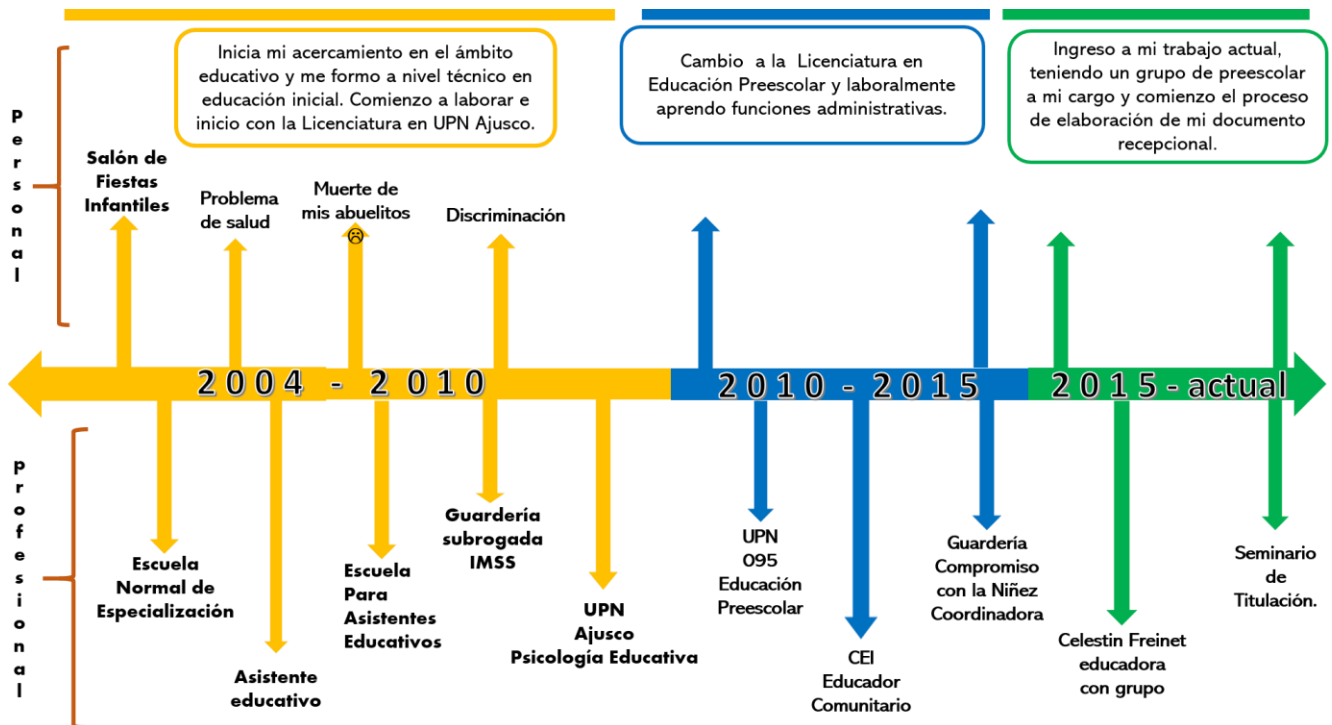 Inicia mi acercamiento en el ámbito
educativo y me formo a nivel técnico en
educación inicial. Comienzo a laborar e
inicio con la Licenciatura en UPN Ajusco.
Cambio a la Licenciatura en
Educación Preescolar y laboralmente
aprendo funciones administrativas.
Ingreso a mi trabajo actual,
teniendo un grupo de preescolar
a mi cargo y comienzo el proceso
de elaboración de mi documento
recepcional.
Personal
Salón de
Fiestas
Infantiles
Problema
de salud
Muerte de
mis abuelitos
Discriminación
2004 - 2010
2010 - 2015
2015 - actual
profesional
Escuela
Normal de
Especialización
Asistente
educativo
Escuela
Para
Asistentes
Educativos
Guardería
subrogada
IMSS
UPN
Ajusco
Psicología Educativa
UPN
095
Educación
Preescolar
CEI
Educador
Comunitario
Guardería
Compromiso
con la Niñez
Coordinadora
Celestin Freinet
educadora
con grupo
Seminario
de
Titulación.